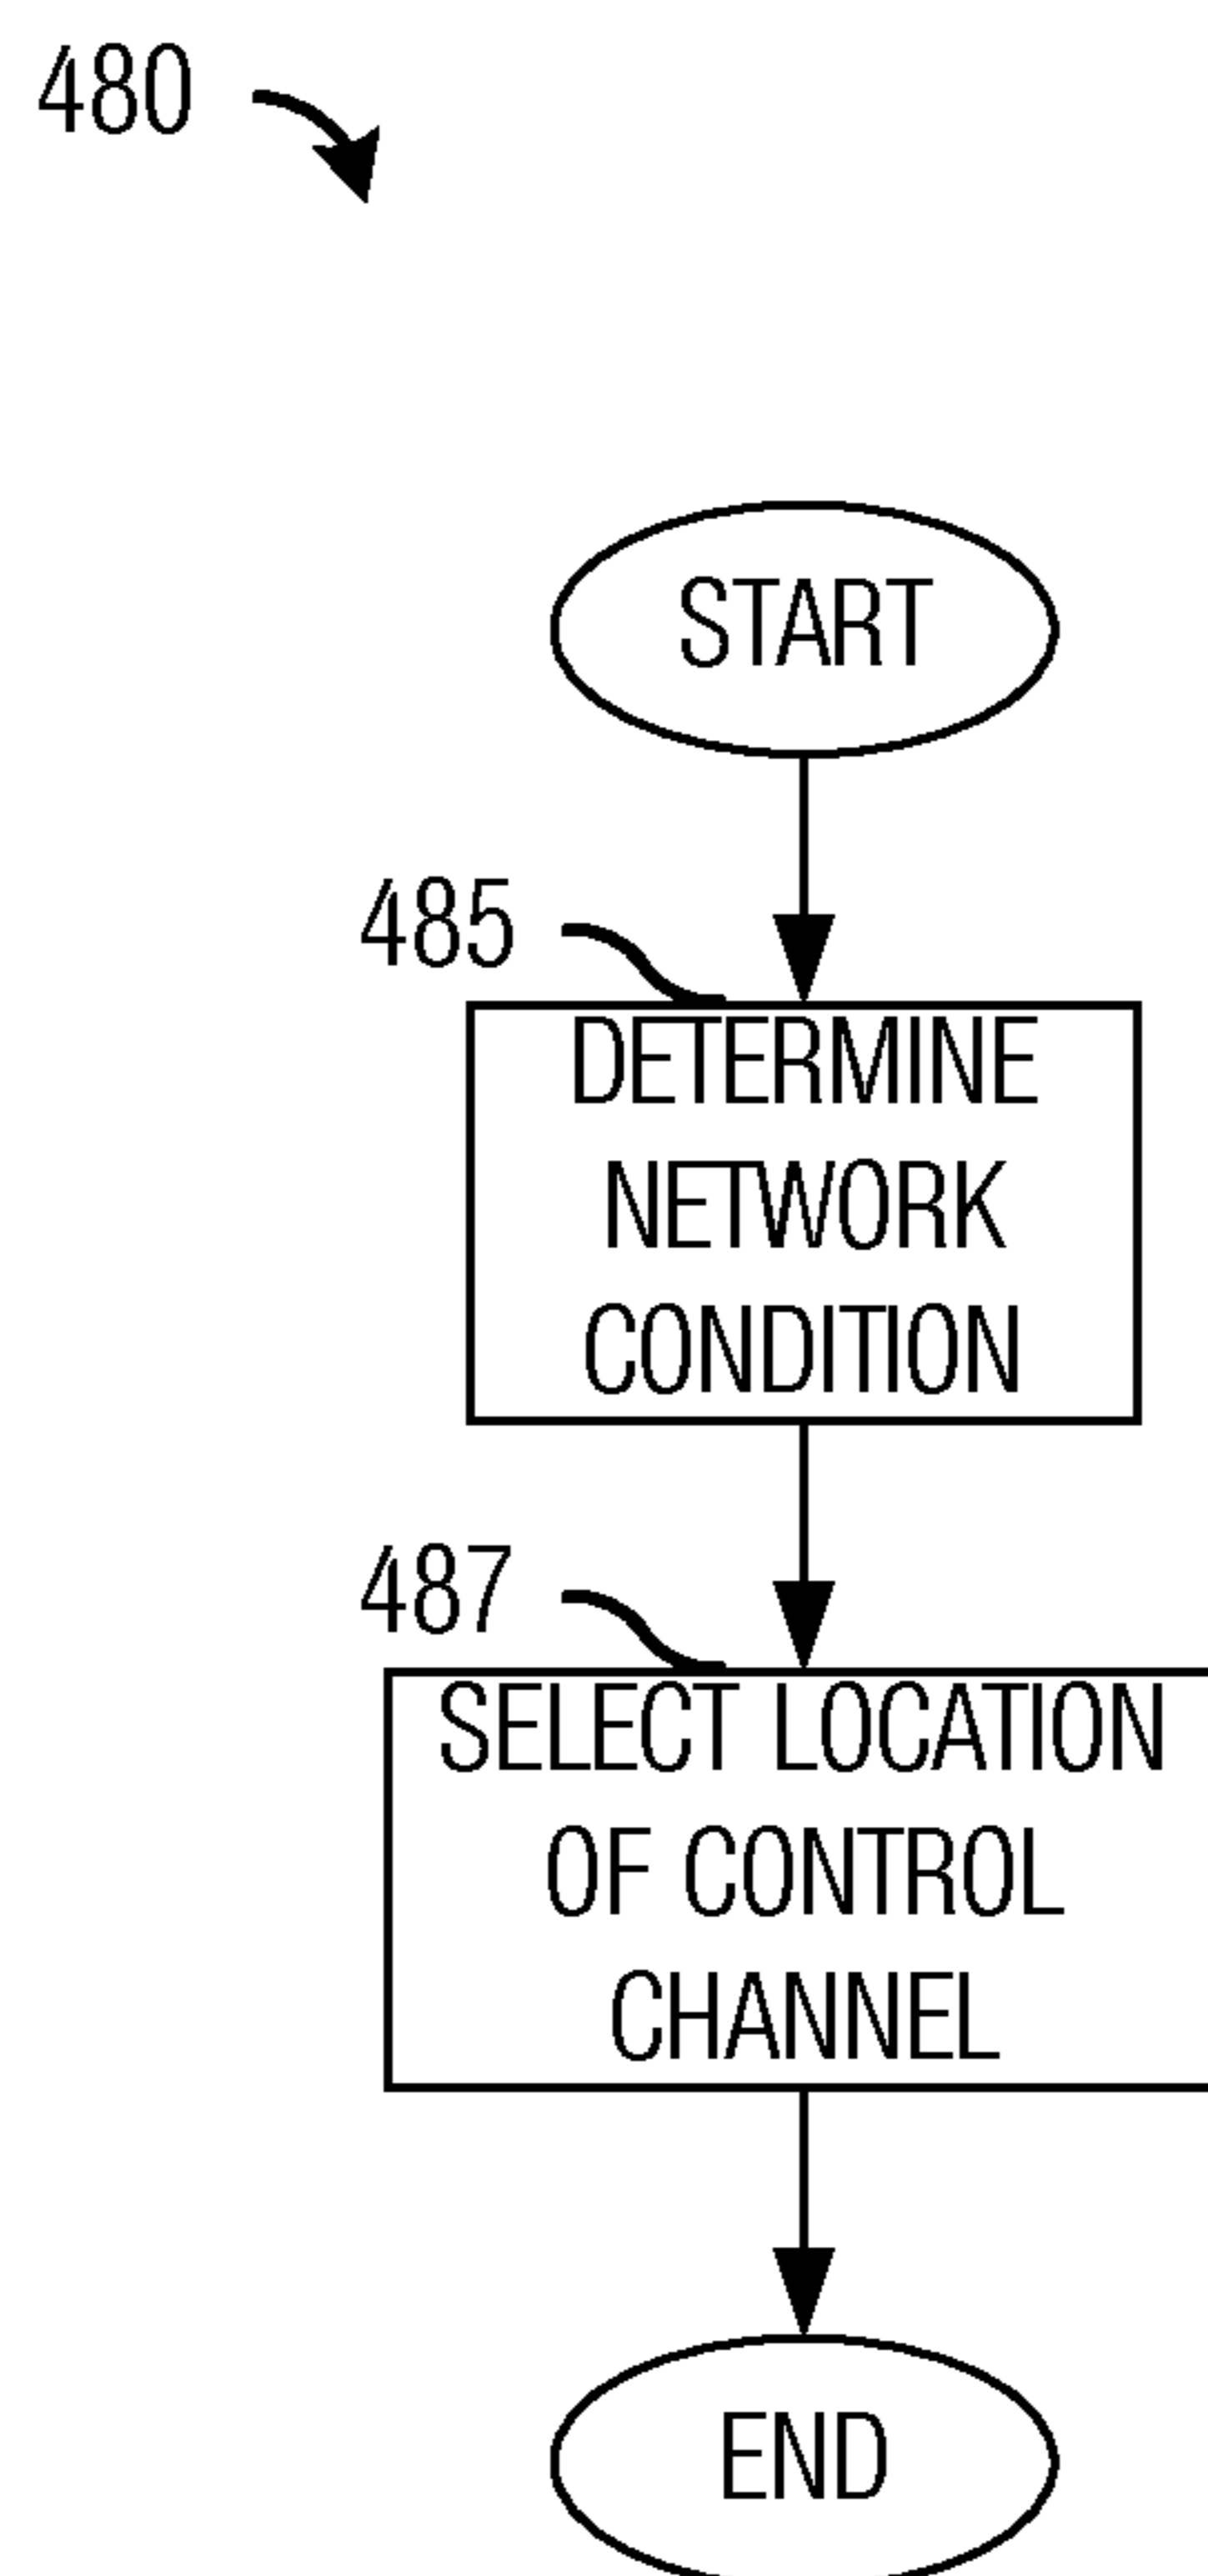 480
START
485
DETERMINE
NETWORK
CONDITION
487
SELECT LOCATION
OF CONTROL
CHANNEL
END